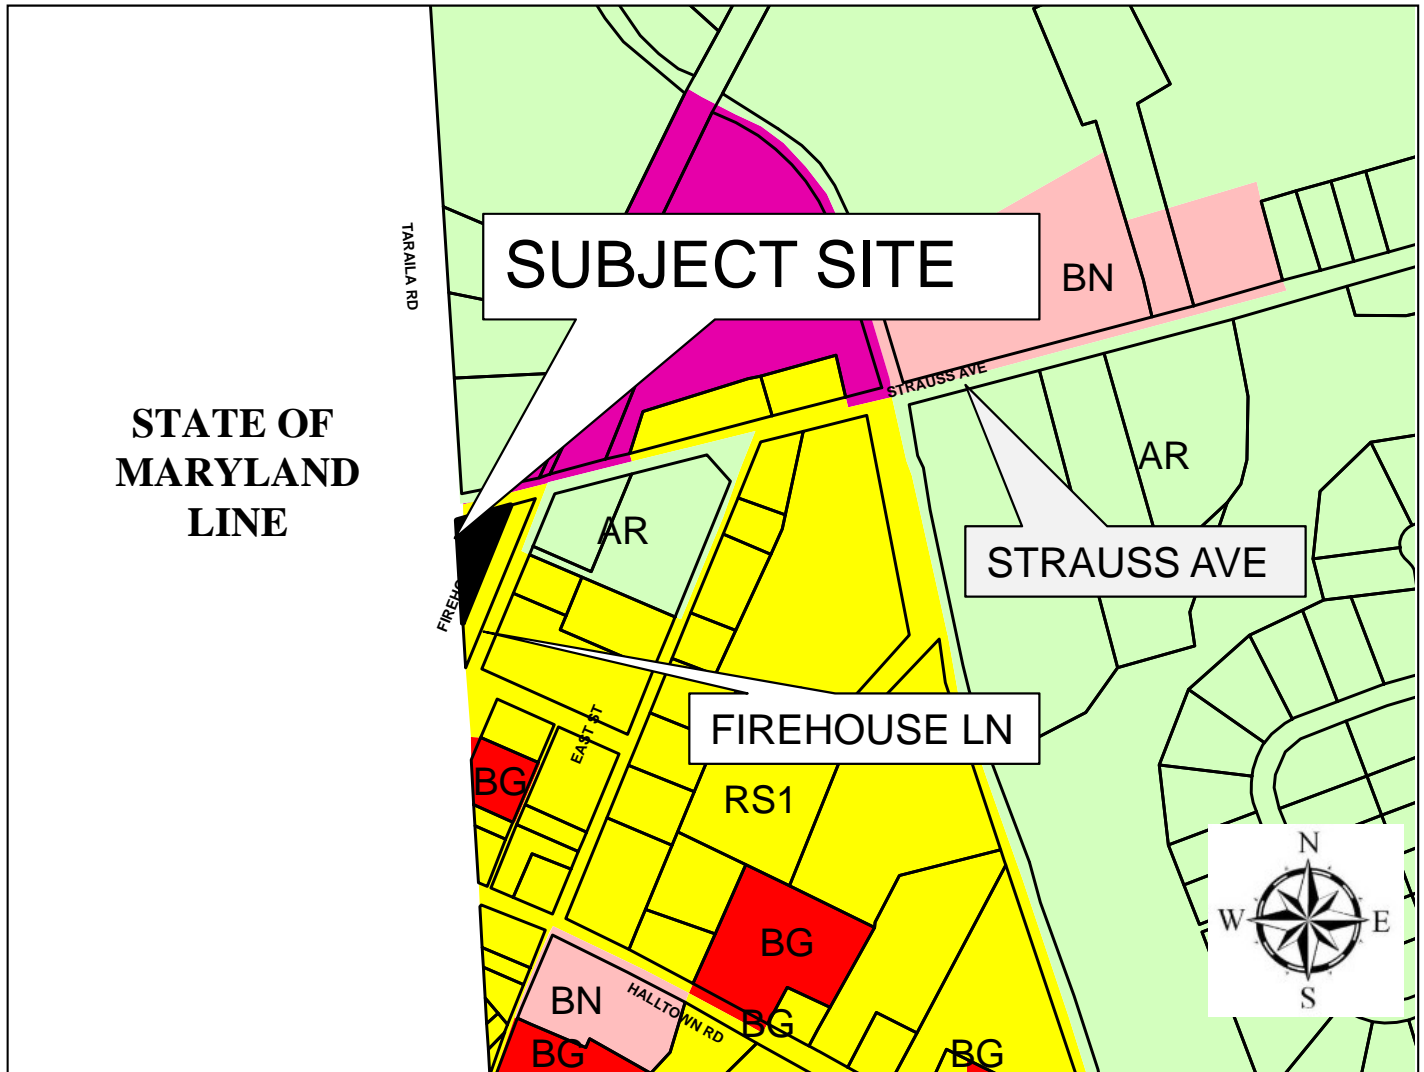 TARAILA RD
SUBJECT SITE
BN
STRAUSS AVE
STATE OF
MARYLAND
LINE
AR
AR
STRAUSS AVE
FIREHO
FIREHOUSE LN
EAST ST
BG
RS1
N
W E
S
BG
BN
HALLTOWN RD
BG
BG
BG